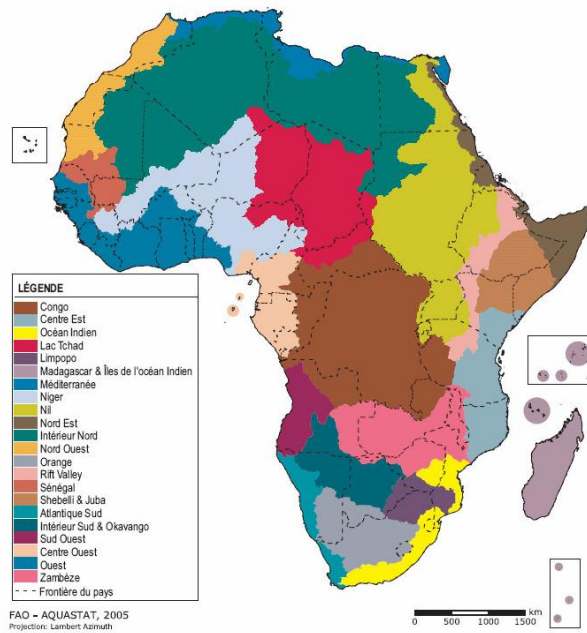 LÉGENDE
Congo
Centre Est
Océan Indien
Lac Tchad
Limpopo
Madagascar & Îles de l'océan Indien
Méditerranée
Niger
Nil
Nord Est
Intérieur Nord
Nord Ouest
Orange
Rift Valley
Sénégal
Shebelli & Juba
Atlantique Sud
Intérieur Sud & Okavango
Sud Ouest
Centre Ouest
Ouest
Zambéze
Frontière du pays
FAO - AQUASTAT, 2005
Projection: Lambert Azimuth
km
0 500 1000 1500